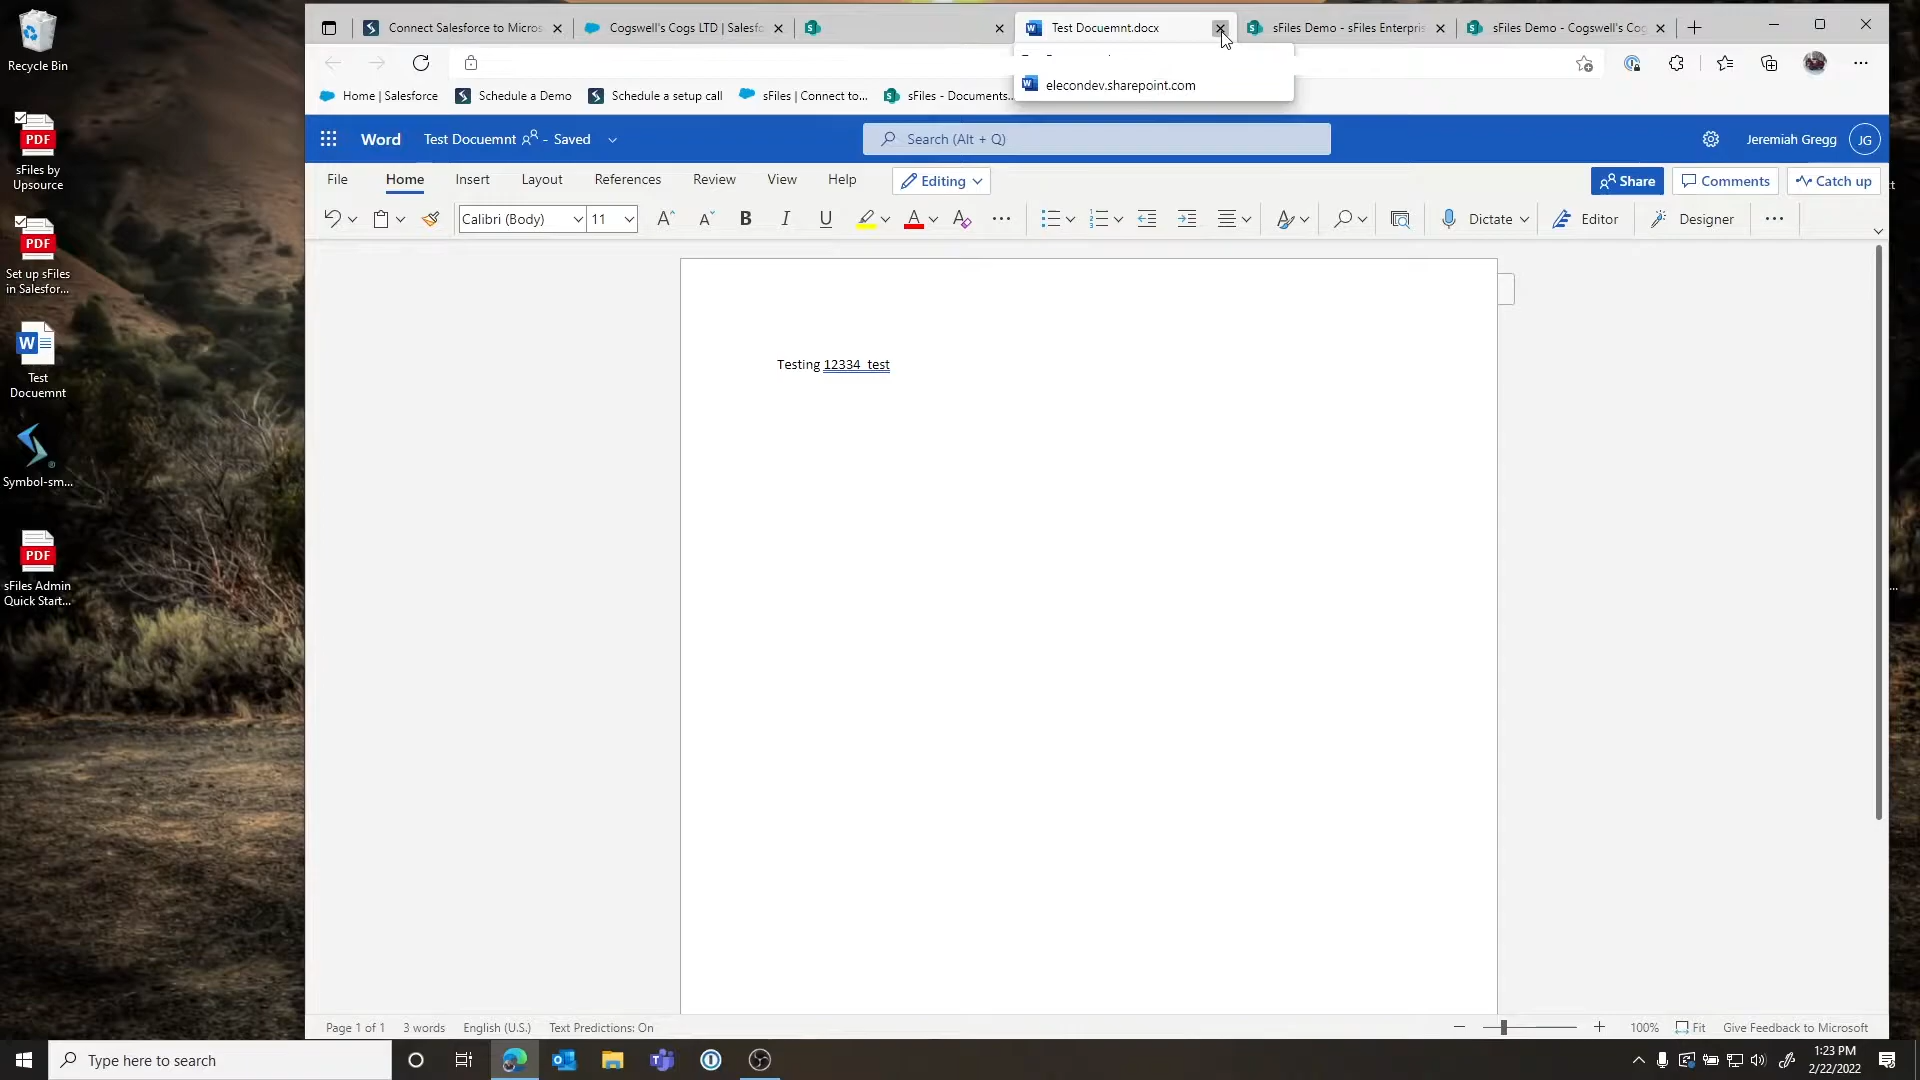 Recycle Bin
sFiles by
Upsource
Set up sFiles
in Salesfor...
Test
Docuemnt
Symbol-sm...
sFiles Admin
Quick Start...
Connect Salesforce to Micros
Cogswell's Cogs LTD | Salesfo
Test Docuemnt.docx
sFiles Demo - sFiles Enterpris
sFiles Demo - Cogswell's Cog
elecondev.sharepoint.com
Home | Salesforce
Schedule a Demo
Schedule a setup call
sFiles | Connect to...
sFiles - Documents...
Word
Test Docuemnt - Saved
Search (Alt + Q)
Jeremiah Gregg
JG
File Home Insert Layout References Review View Help
Editing
Share
Comments
Catch up
Calibri (Body) 11
Dictate
Editor
Designer
Testing 12334 test
Page 1 of 1
3 words
English (U.S.)
Text Predictions: On
100%
Fit
Give Feedback to Microsoft
Type here to search
1:23 PM
2/22/2022